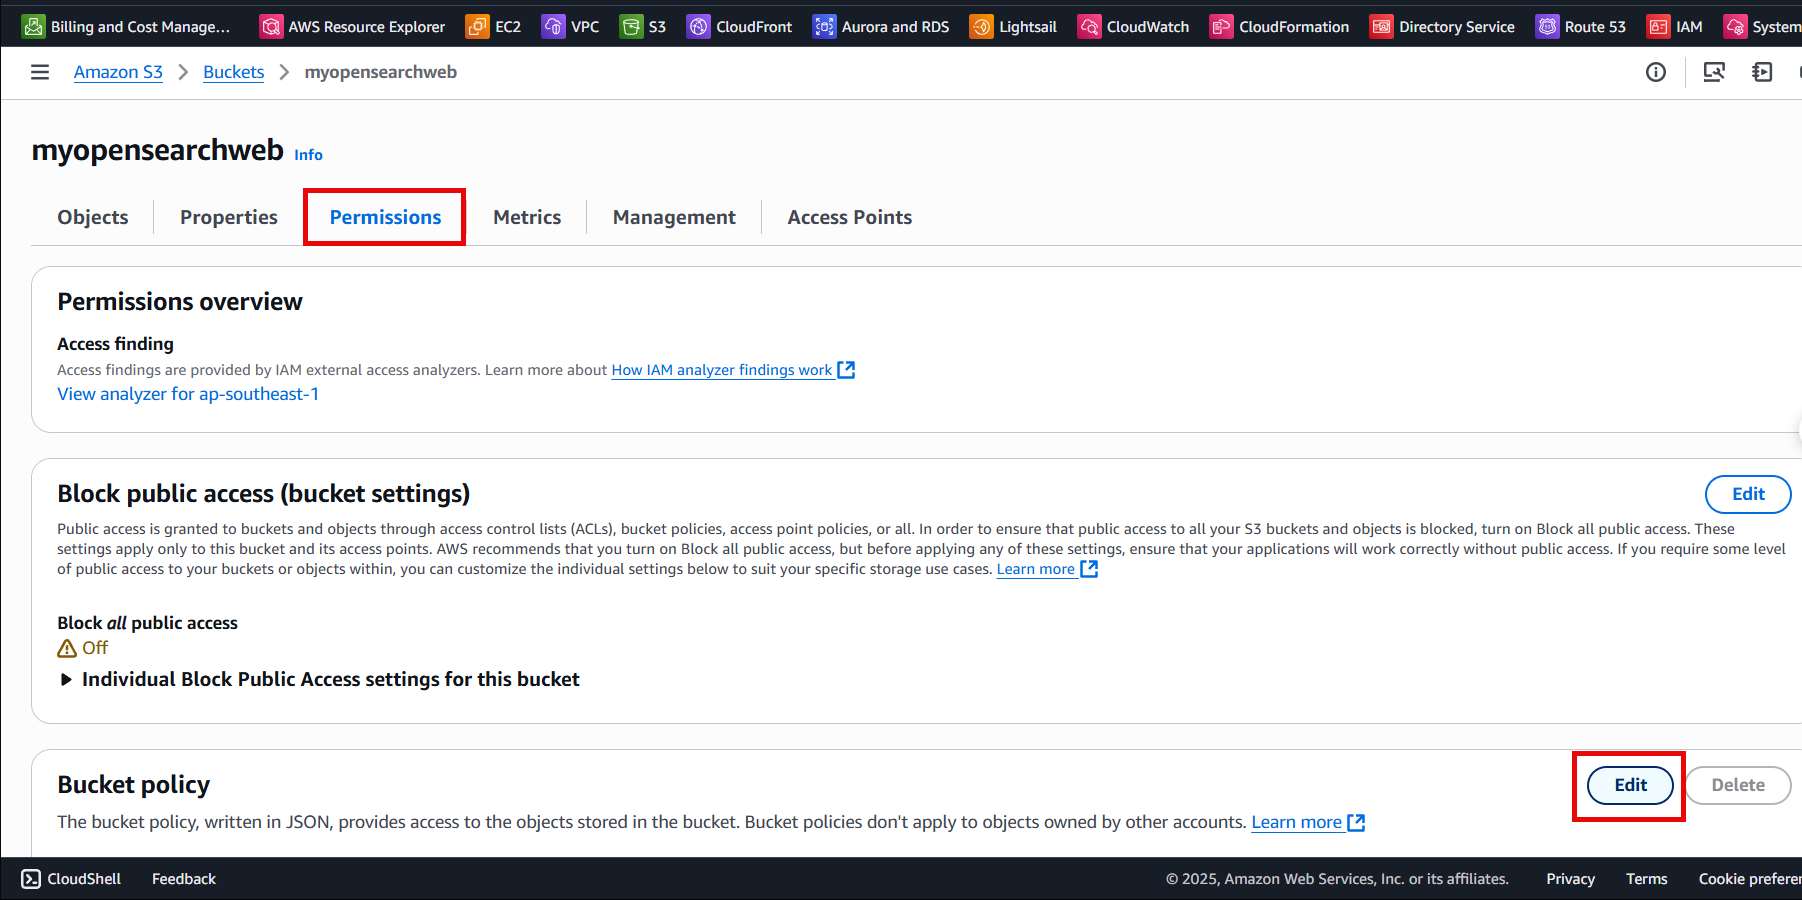 Billing and Cost Manage... AWS Resource Explorer EC2 VPC S3 CloudFront Aurora and RDS Lightsail CloudWatch CloudFormation Directory Service Route 53 IAM System
Amazon S3 > Buckets > myopensearchweb
myopensearchweb Info
Objects Properties Permissions Metrics Management Access Points
Permissions overview
Access finding
Access findings are provided by IAM external access analyzers. Learn more about How IAM analyzer findings work
View analyzer for ap-southeast-1
Block public access (bucket settings) Edit
Public access is granted to buckets and objects through access control lists (ACLs), bucket policies, access point policies, or all. In order to ensure that public access to all your S3 buckets and objects is blocked, turn on Block all public access. These
settings apply only to this bucket and its access points. AWS recommends that you turn on Block all public access, but before applying any of these settings, ensure that your applications will work correctly without public access. If you require some level
of public access to your buckets or objects within, you can customize the individual settings below to suit your specific storage use cases. Learn more
Block all public access
Off
Individual Block Public Access settings for this bucket
Bucket policy Edit Delete
The bucket policy, written in JSON, provides access to the objects stored in the bucket. Bucket policies don't apply to objects owned by other accounts. Learn more
CloudShell Feedback © 2025, Amazon Web Services, Inc. or its affiliates. Privacy Terms Cookie preferen